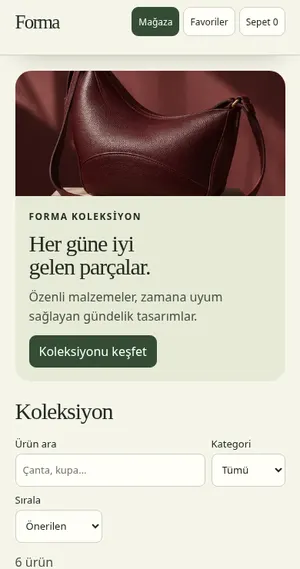 Forma
Mağaza
Favoriler
Sepet 0
FORMA KOLEKSİYON
Her güne iyi
gelen parçalar.
Özenli malzemeler, zamana uyum
sağlayan gündelik tasarımlar.
Koleksiyonu keşfet
Koleksiyon
Ürün ara
Kategori
Çanta, kupa...
Tümü
Sırala
Önerilen
6 ürün